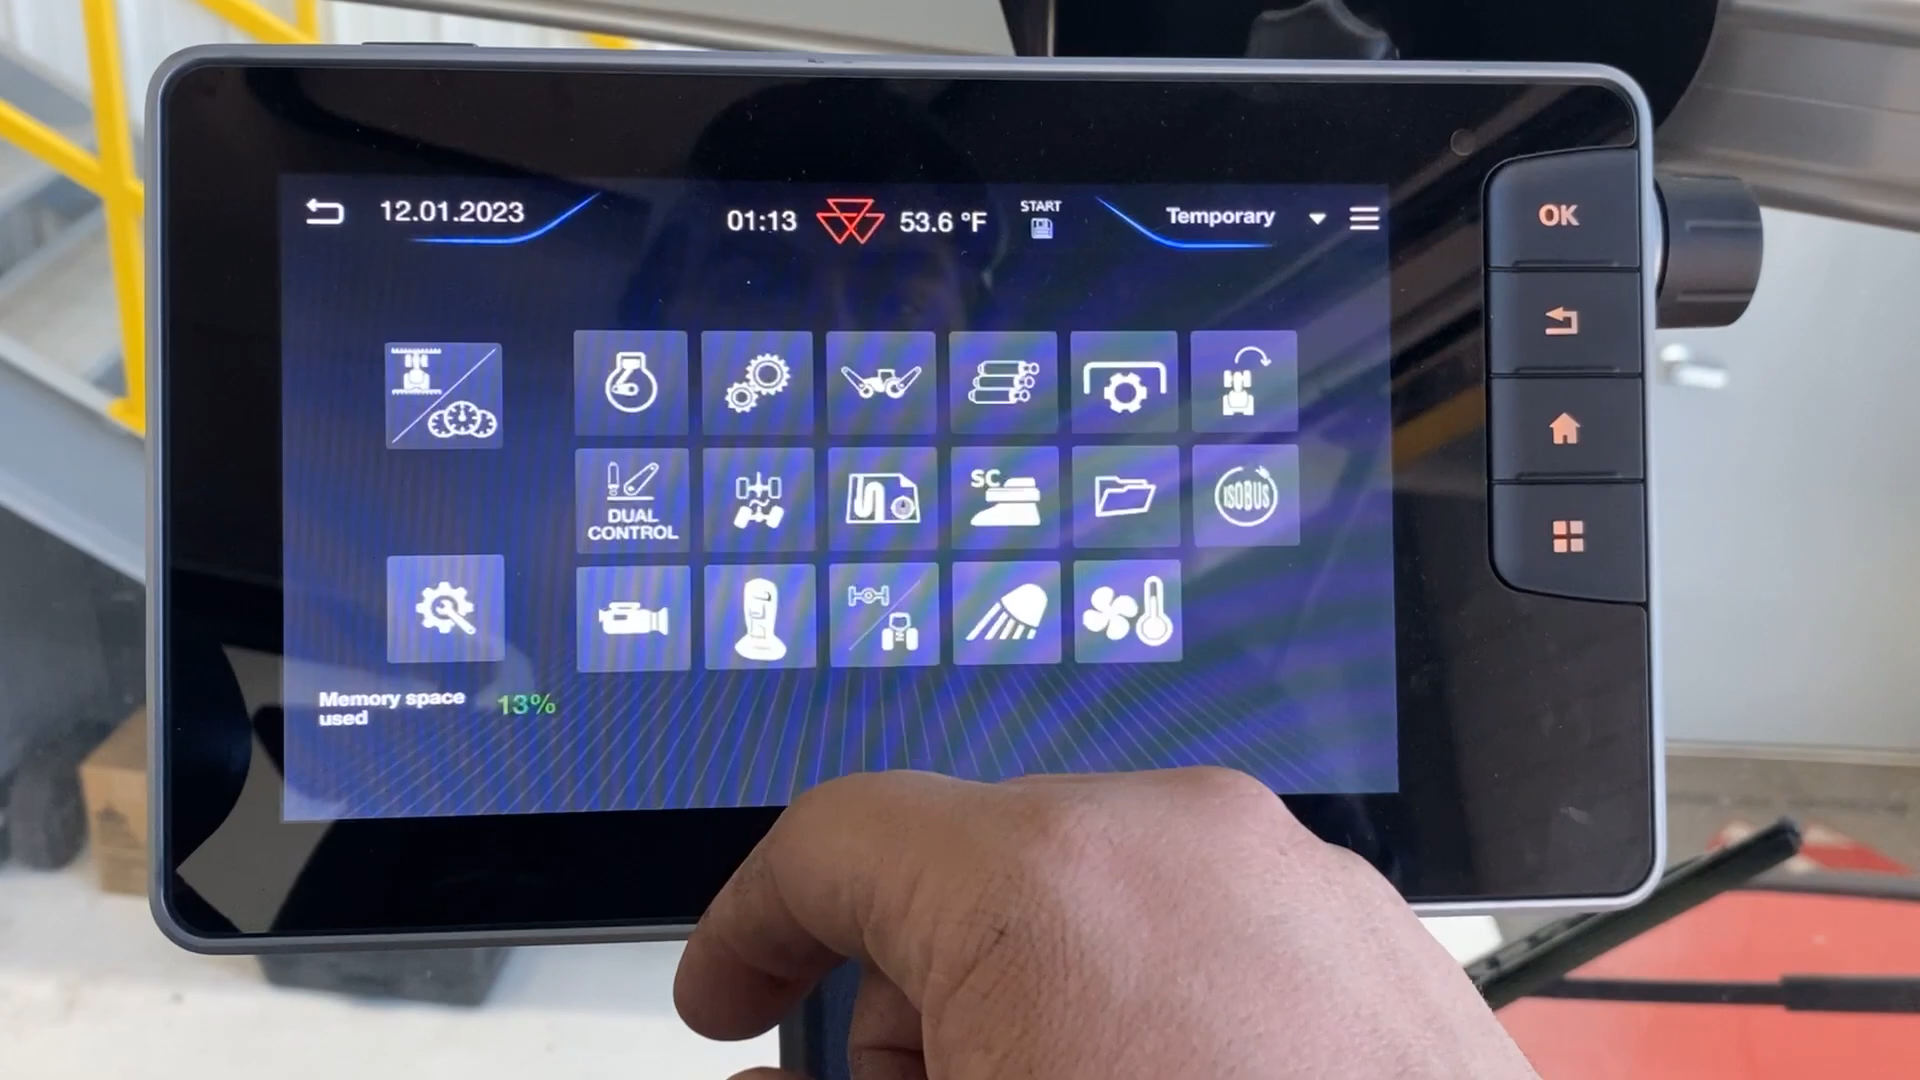 12.01.2023
01:13
53.6 °F
START
Temporary
OK
DUAL
CONTROL
SC
ISOBUS
Memory space
used
13%